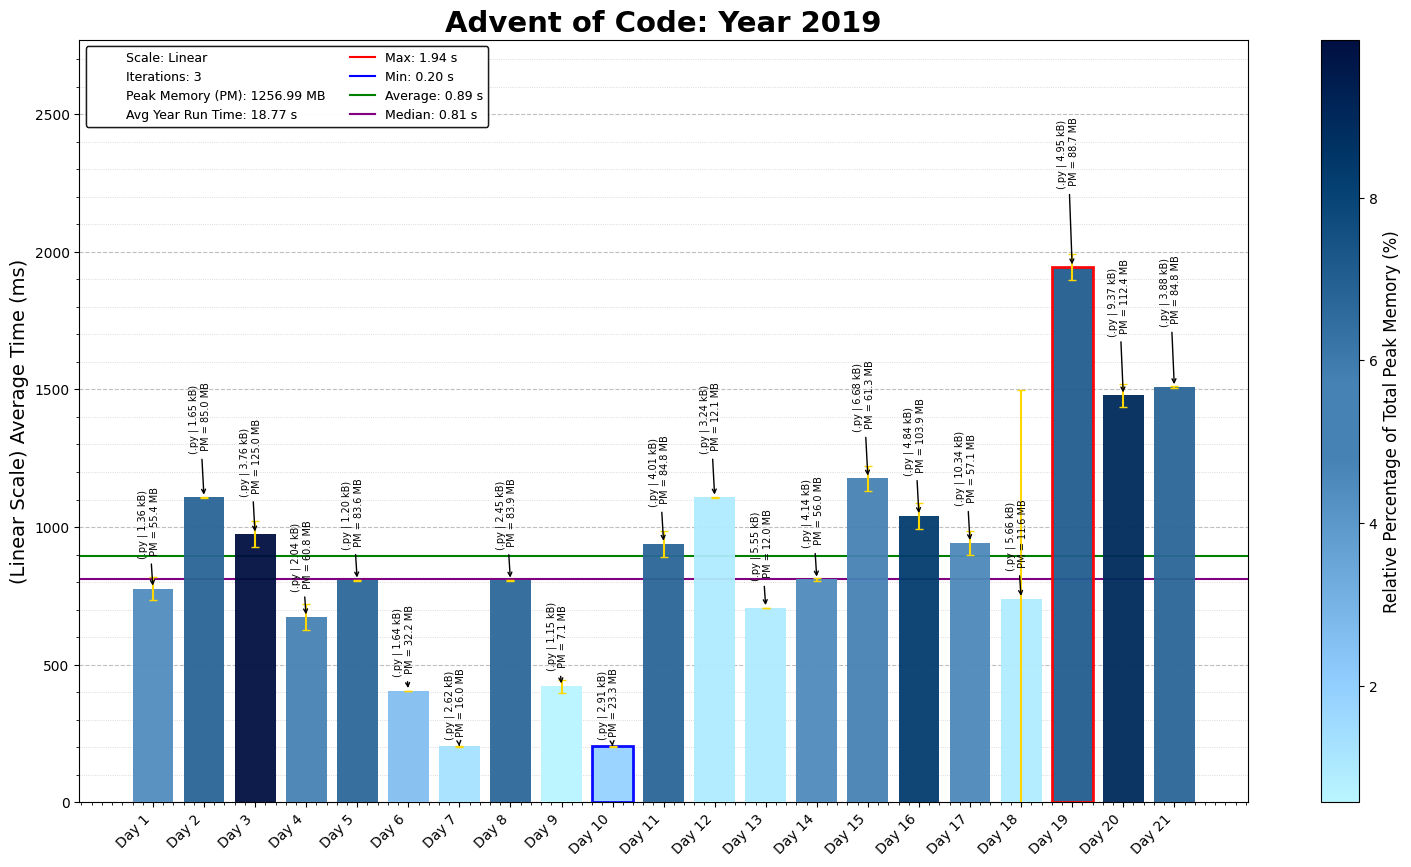 Advent of Code: Year 2019
Scale: Linear
Iterations: 3
Peak Memory (PM): 1256.99 MB
Avg Year Run Time: 18.77 s
Max: 1.94 s
Min: 0.20 s
Average: 0.89 s
Median: 0.81 s
(Linear Scale) Average Time (ms)
2500
2000
1500
1000
500
0
(.py | 1.36 kB)
PM = 55.4 MB
(.py | 1.65 kB)
PM = 85.0 MB
(.py | 3.76 kB)
PM = 125.0 MB
(.py | 2.04 kB)
PM = 60.8 MB
(.py | 1.20 kB)
PM = 83.6 MB
(.py | 1.64 kB)
PM = 32.2 MB
(.py | 2.62 kB)
PM = 16.0 MB
(.py | 2.45 kB)
PM = 83.9 MB
(.py | 1.15 kB)
PM = 7.1 MB
(.py | 2.91 kB)
PM = 23.3 MB
(.py | 4.01 kB)
PM = 84.8 MB
(.py | 3.24 kB)
PM = 12.1 MB
(.py | 5.55 kB)
PM = 12.0 MB
(.py | 4.14 kB)
PM = 56.0 MB
(.py | 6.68 kB)
PM = 61.3 MB
(.py | 4.84 kB)
PM = 103.9 MB
(.py | 10.34 kB)
PM = 57.1 MB
(.py | 5.66 kB)
PM = 11.6 MB
(.py | 4.95 kB)
PM = 88.7 MB
(.py | 9.37 kB)
PM = 112.4 MB
(.py | 3.88 kB)
PM = 84.8 MB
Day 1
Day 2
Day 3
Day 4
Day 5
Day 6
Day 7
Day 8
Day 9
Day 10
Day 11
Day 12
Day 13
Day 14
Day 15
Day 16
Day 17
Day 18
Day 19
Day 20
Day 21
8
6
4
2
Relative Percentage of Total Peak Memory (%)